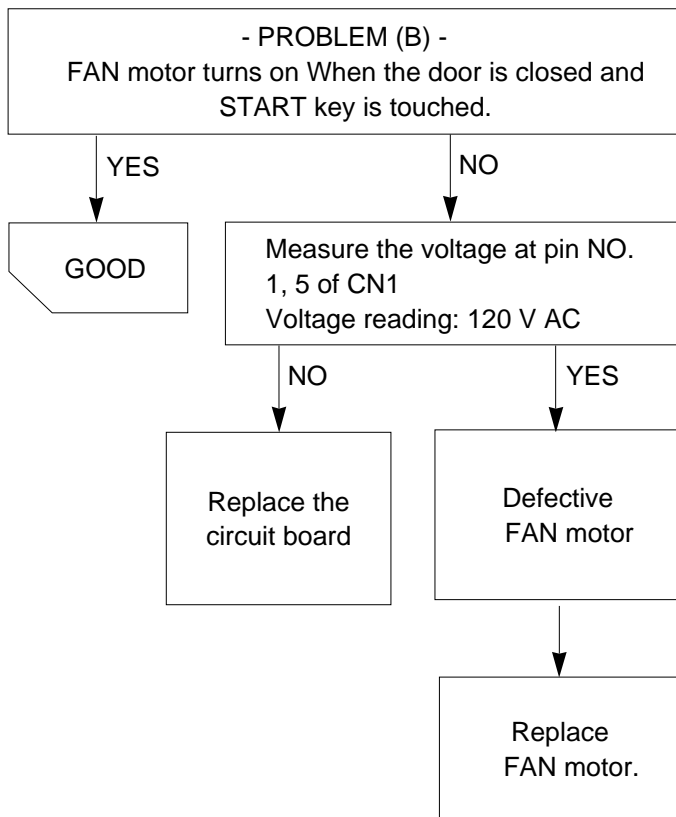 - PROBLEM (B) -
FAN motor turns on When the door is closed and
START key is touched.
YES
NO
GOOD
Measure the voltage at pin NO.
1, 5 of CN1
Voltage reading: 120 V AC
NO
YES
Replace the
circuit board
Defective
FAN motor
Replace
FAN motor.